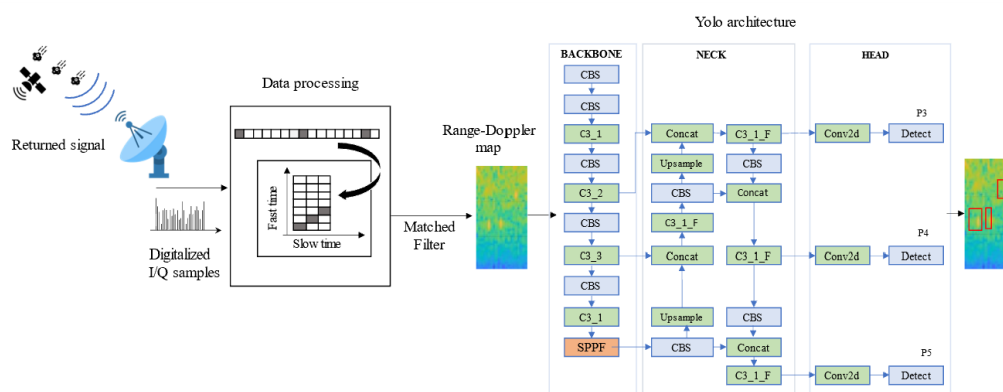 Yolo architecture
Returned signal
Digitalized
I/Q samples
Data processing
Fast time
Slow time
Matched
Filter
Range-Doppler
map
BACKBONE
CBS
CBS
C3_1
CBS
C3_2
CBS
C3_3
CBS
C3_1
SPPF
NECK
Concat
Upsample
CBS
C3_1_F
Concat
Upsample
CBS
C3_1_F
CBS
Concat
C3_1_F
CBS
Concat
C3_1_F
HEAD
P3
Conv2d
Detect
P4
Conv2d
Detect
P5
Conv2d
Detect